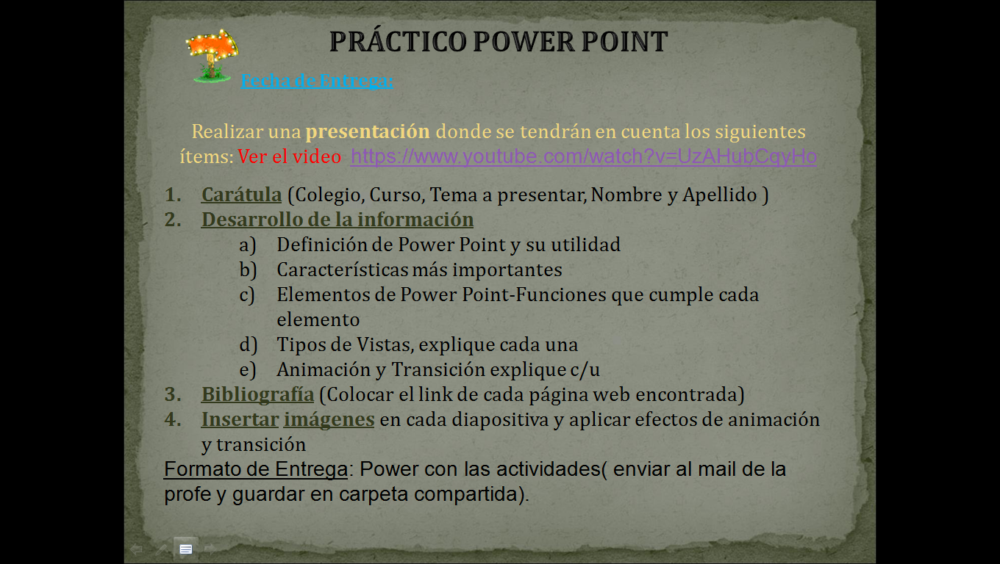 PRÁCTICO POWER POINT
Fecha de Entrega:
Realizar una presentación donde se tendrán en cuenta los siguientes
ítems: Ver el video https://www.youtube.com/watch?v=UzAHubCqyHo
1. Carátula (Colegio, Curso, Tema a presentar, Nombre y Apellido )
2. Desarrollo de la información
a) Definición de Power Point y su utilidad
b) Características más importantes
c) Elementos de Power Point-Funciones que cumple cada
elemento
d) Tipos de Vistas, explique cada una
e) Animación y Transición explique c/u
3. Bibliografía (Colocar el link de cada página web encontrada)
4. Insertar imágenes en cada diapositiva y aplicar efectos de animación
y transición
Formato de Entrega: Power con las actividades( enviar al mail de la
profe y guardar en carpeta compartida).